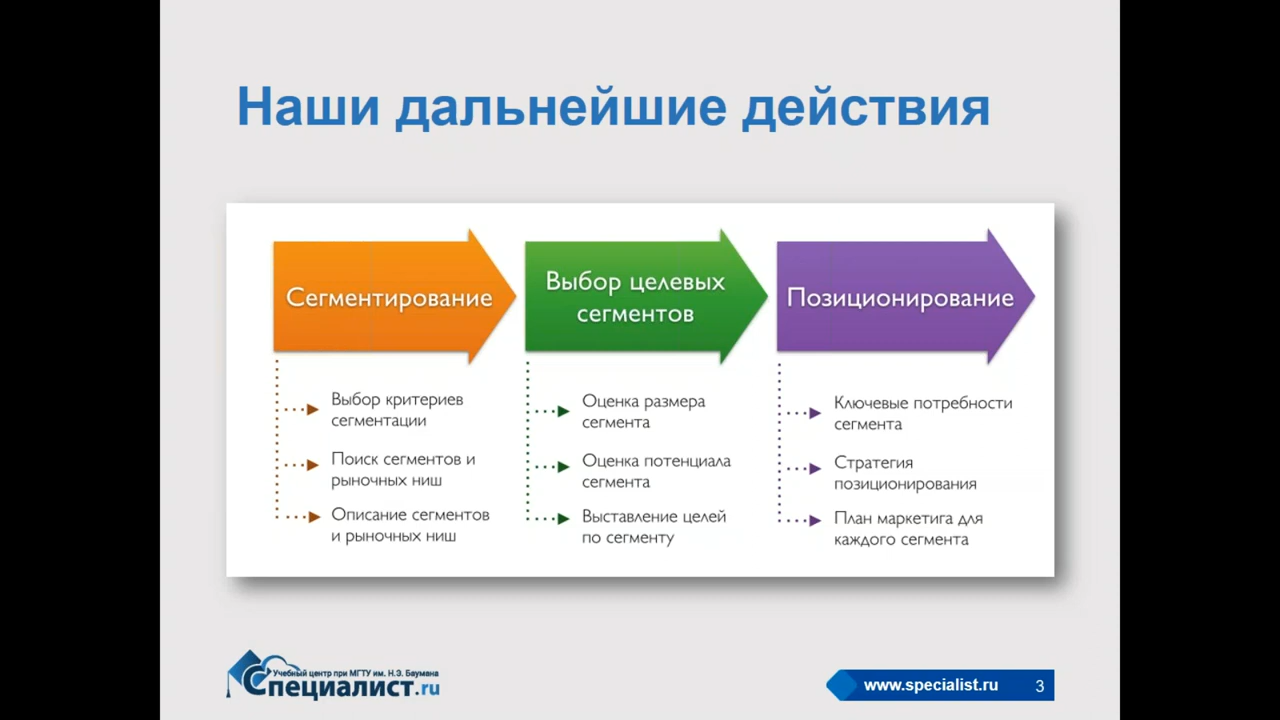 Наши дальнейшие действия
Сегментирование
Выбор критериев
сегментации
Поиск сегментов и
рыночных ниш
Описание сегментов
и рыночных ниш
Выбор целевых
сегментов
Оценка размера
сегмента
Оценка потенциала
сегмента
Выставление целей
по сегменту
Позиционирование
Ключевые потребности
сегмента
Стратегия
позиционирования
План маркетига для
каждого сегмента
Учебный центр при МГТУ им. Н.Э. Баумана
Специалист.ru
www.specialist.ru
3